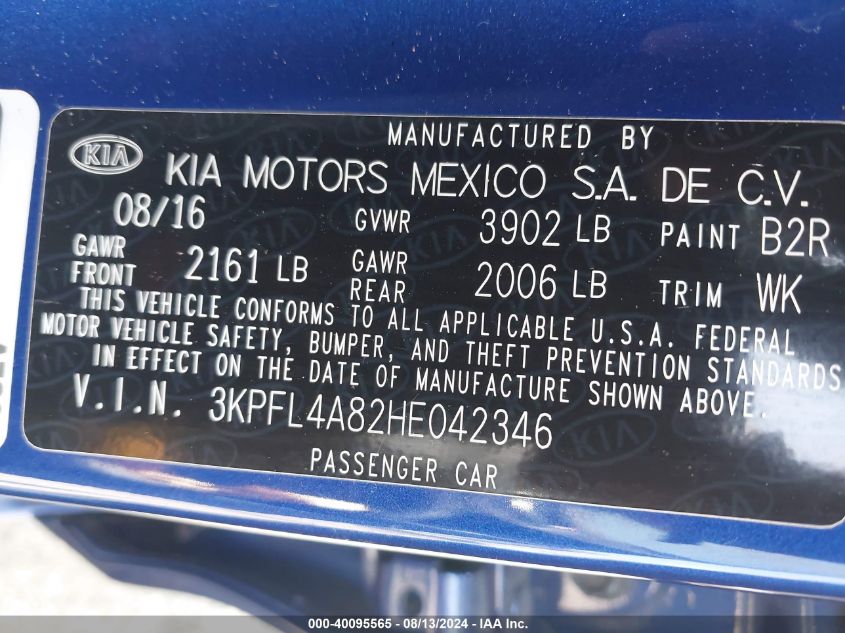 MANUFACTURED BY
KIA KIA MOTORS MEXICO S.A. DE C.V.
08/16 GVWR 3902 LB PAINT B2R
GAWR FRONT 2161 LB GAWR REAR 2006 LB TRIM WK
THIS VEHICLE CONFORMS TO ALL APPLICABLE U.S.A. FEDERAL
MOTOR VEHICLE SAFETY, BUMPER, AND THEFT PREVENTION STANDARDS
IN EFFECT ON THE DATE OF MANUFACTURE SHOWN ABOVE.
V.I.N. 3KPFL4A82HE042346
PASSENGER CAR
000-40095565 - 08/13/2024 - IAA Inc.